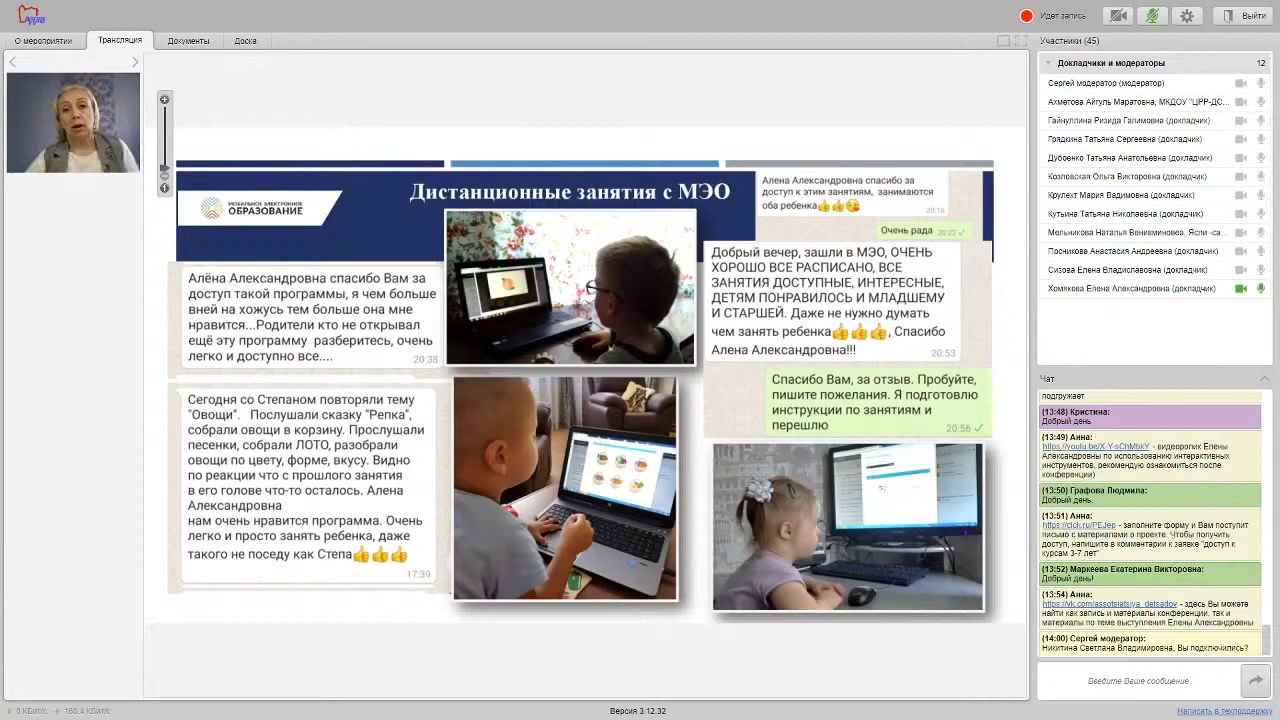 Идет запись
Выйти
О мероприятии
Трансляция
Документы
Доска
Дистанционные занятия с МЭО
МОБИЛЬНОЕ ЭЛЕКТРОННОЕ
ОБРАЗОВАНИЕ
Алёна Александровна спасибо Вам за
доступ такой программы, я чем больше
вней на хожусь тем больше она мне
нравится...Родители кто не открывал
ещё эту программу разберитесь, очень
легко и доступно все....
20:38
Сегодня со Степаном повторяли тему
"Овощи". Послушали сказку "Репка",
собрали овощи в корзину. Прослушали
песенки, собрали ЛОТО, разобрали
овощи по цвету, форме, вкусу. Видно
по реакции что с прошлого занятия
в его голове что-то осталось. Алена
Александровна
нам очень нравится программа. Очень
легко и просто занять ребенка, даже
такого не поседу как Степа👍👍👍
17:39
Алена Александровна спасибо за
доступ к этим занятиям, занимаются
оба ребенка👍👍😘
20:16
Очень рада 20:22
Добрый вечер, зашли в МЭО, ОЧЕНЬ
ХОРОШО ВСЕ РАСПИСАНО, ВСЕ
ЗАНЯТИЯ ДОСТУПНЫЕ, ИНТЕРЕСНЫЕ,
ДЕТЯМ ПОНРАВИЛОСЬ И МЛАДШЕМУ
И СТАРШЕЙ. Даже не нужно думать
чем занять ребенка👍👍👍, Спасибо
Алена Александровна!!!
20:53
Спасибо Вам, за отзыв. Пробуйте,
пишите пожелания. Я подготовлю
инструкции по занятиям и
перешлю
20:56
Участники (45)
Докладчики и модераторы 12
Сергей модератор (модератор)
Ахметова Айгуль Маратовна, МКДОУ "ЦРР-ДС...
Гайнуллина Ризида Галимовна (докладчик)
Грядкина Татьяна Сергеевна (докладчик)
Дубоенко Татьяна Анатольевна (докладчик)
Козловская Ольга Викторовна (докладчик)
Круглехт Мария Вадимовна (докладчик)
Кутьина Татьяна Николаевна (докладчик)
Мельникова Наталья Вениаминовна, Ясли -са...
Посникова Анастасия Андреевна (докладчик)
Сизова Елена Владиславовна (докладчик)
Хомякова Елена Александровна (докладчик)
Чат
подгружает
(13:48) Кристина:
Добрый день
(13:49) Анна:
https://youtu.be/X-Y-sChMbkY - видеоролик Елены
Александровны по использованию интерактивных
инструментов, рекомендую ознакомиться после
конференции)
(13:50) Графова Людмила:
Добрый день.
(13:51) Анна:
https://clck.ru/PEJep - заполните форму и Вам поступит
письмо с материалами о проекте. Чтобы получить
доступ, напишите в комментарии к заявке "доступ к
курсам 3-7 лет"
(13:52) Маркеева Екатерина Викторовна:
Добрый день!
(13:54) Анна:
https://vk.com/assotsiatsiya_detsadov - здесь Вы можете
найти как запись и материалы конференции, так и
материалы по теме выступления Елены Александровны
(14:00) Сергей модератор:
Никитина Светлана Владимировна, Вы подключились?
Введите Ваше сообщение
0 КБит/с 168.4 КБит/с
Версия 3.12.32
Написать в техподдержку